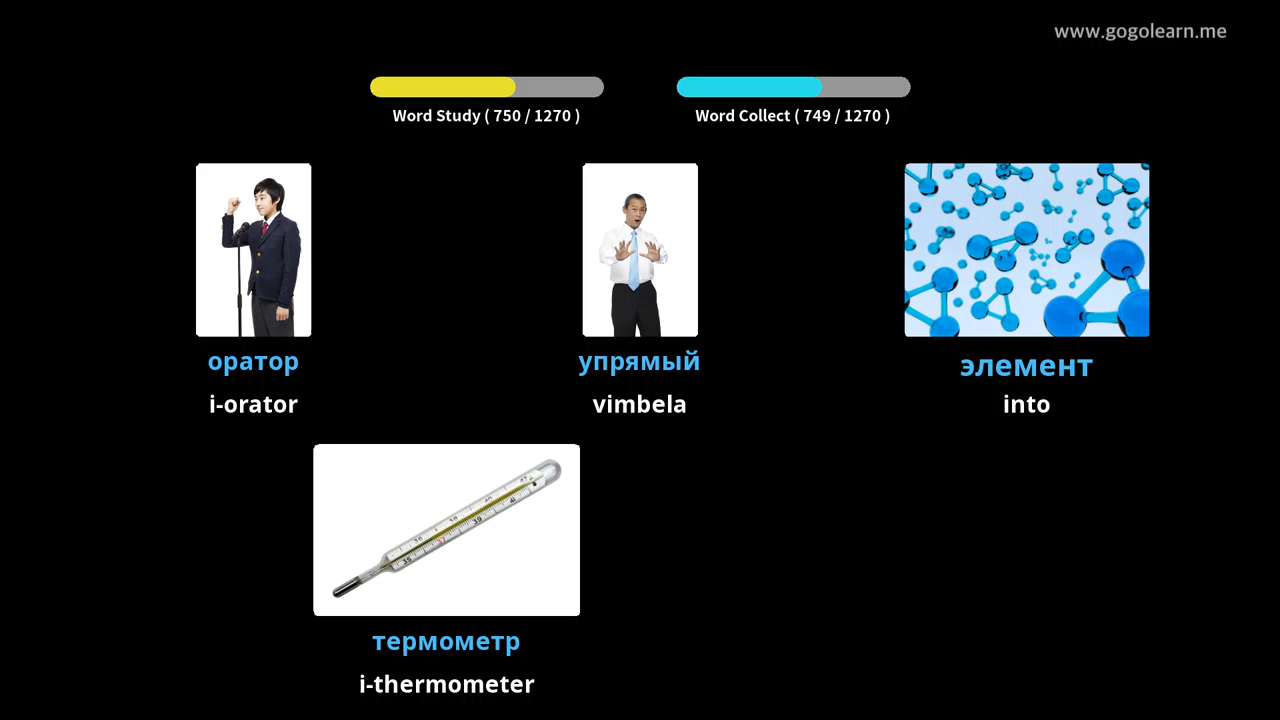 www.gogolearn.me
Word Study ( 750 / 1270 )
Word Collect ( 749 / 1270 )
оратор
упрямый
элемент
i-orator
vimbela
into
термометр
i-thermometer